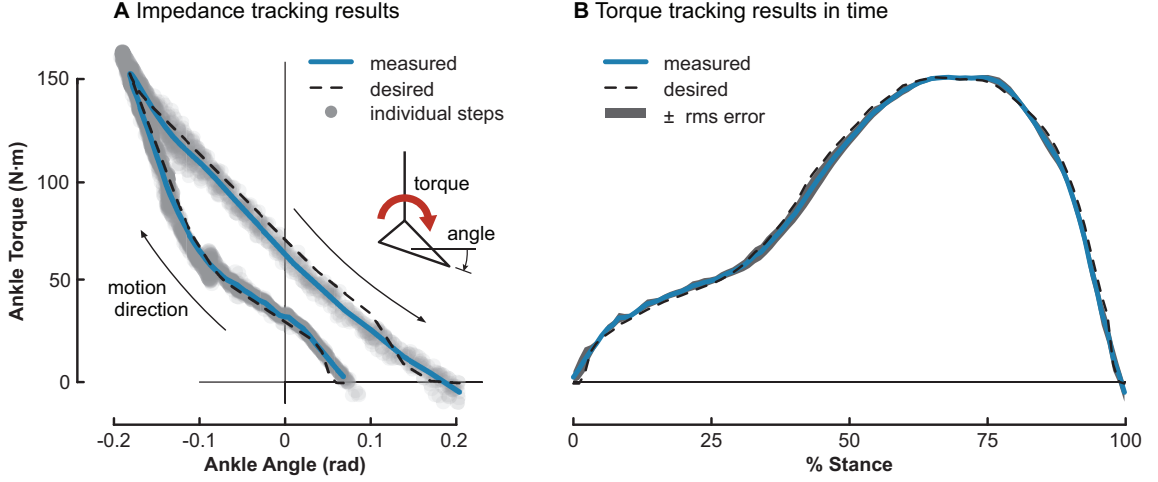 A Impedance tracking results
measured
desired
individual steps
torque
angle
motion
direction
Ankle Torque (N·m)
150
100
50
0
-0.2 -0.1 0 0.1 0.2
Ankle Angle (rad)
B Torque tracking results in time
measured
desired
± rms error
0 25 50 75 100
% Stance